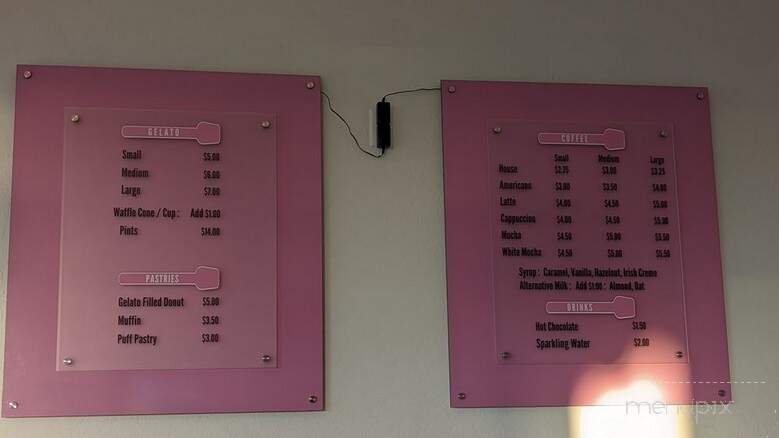 GELATO
Small $5.00
Medium $6.00
Large $7.00
Waffle Cone / Cup : Add $1.00
Pints $14.00
PASTRIES
Gelato Filled Donut $5.00
Muffin $3.50
Puff Pastry $3.00
COFFEE
Small Medium Large
House $2.25 $3.00 $3.25
Americano $3.00 $3.50 $4.00
Latte $4.00 $4.50 $5.00
Cappuccino $4.00 $4.50 $5.00
Mocha $4.50 $5.00 $5.50
White Mocha $4.50 $5.00 $5.50
Syrup : Caramel, Vanilla, Hazelnut, Irish Creme
Alternative Milk : Add $1.00 : Almond, Oat
DRINKS
Hot Chocolate $1.50
Sparkling Water $2.00
menupix